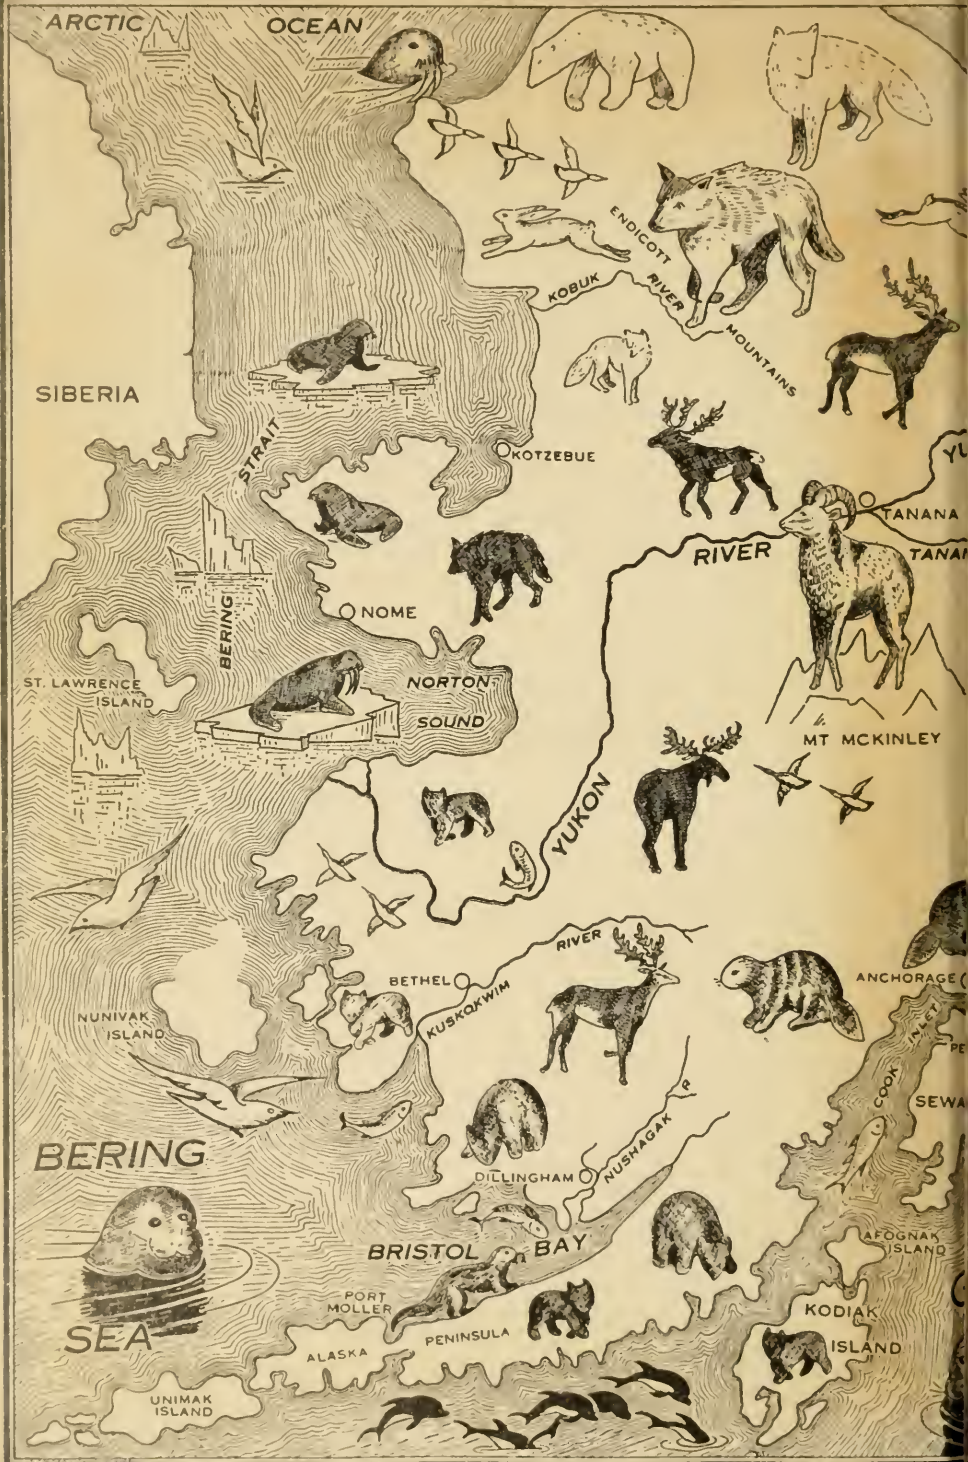 ARCTIC OCEAN
ENDICOTT
KOBUK RIVER
MOUNTAINS
SIBERIA
STRAIT
KOTZEBUE
YU
TANANA
RIVER
TANAN
NOME
BERING
ST. LAWRENCE
ISLAND
NORTON
SOUND
MT MCKINLEY
YUKON
RIVER
BETHEL
ANCHORAGE
KUSKOKWIM
NUNIVAK
ISLAND
INLET
PE
COOK
SEWA
BERING
NUSHAGAK
R
DILLINGHAM
BRISTOL BAY
AFOGNAK
ISLAND
PORT
MOLLER
SEA
KODIAK
ISLAND
PENINSULA
ALASKA
UNIMAK
ISLAND